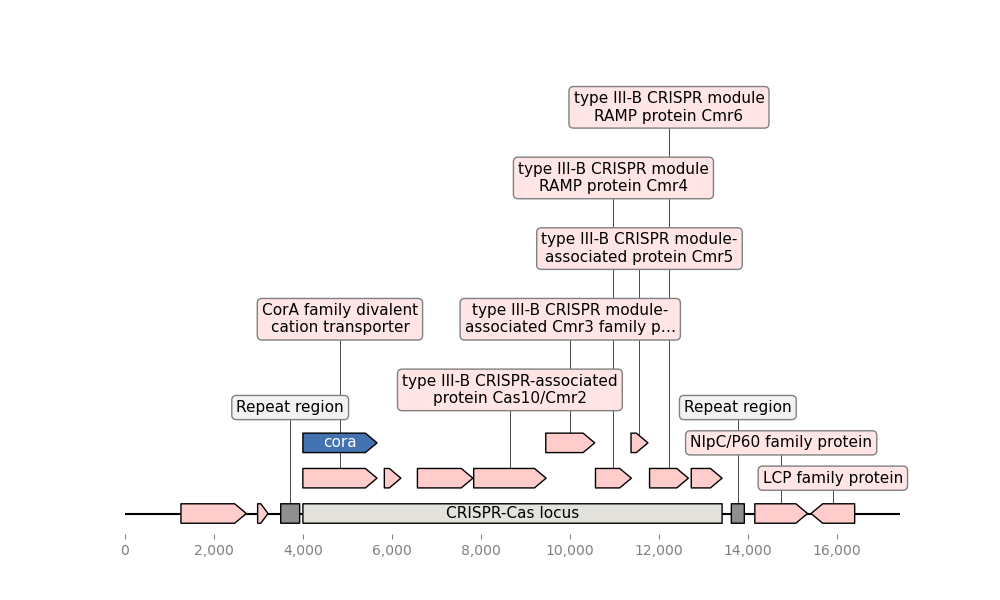 type III-B CRISPR module
RAMP protein Cmr6
type III-B CRISPR module
RAMP protein Cmr4
type III-B CRISPR module-
associated protein Cmr5
CorA family divalent
cation transporter
type III-B CRISPR module-
associated Cmr3 family p…
type III-B CRISPR-associated
protein Cas10/Cmr2
Repeat region
Repeat region
cora
NlpC/P60 family protein
LCP family protein
CRISPR-Cas locus
0
2,000
4,000
6,000
8,000
10,000
12,000
14,000
16,000